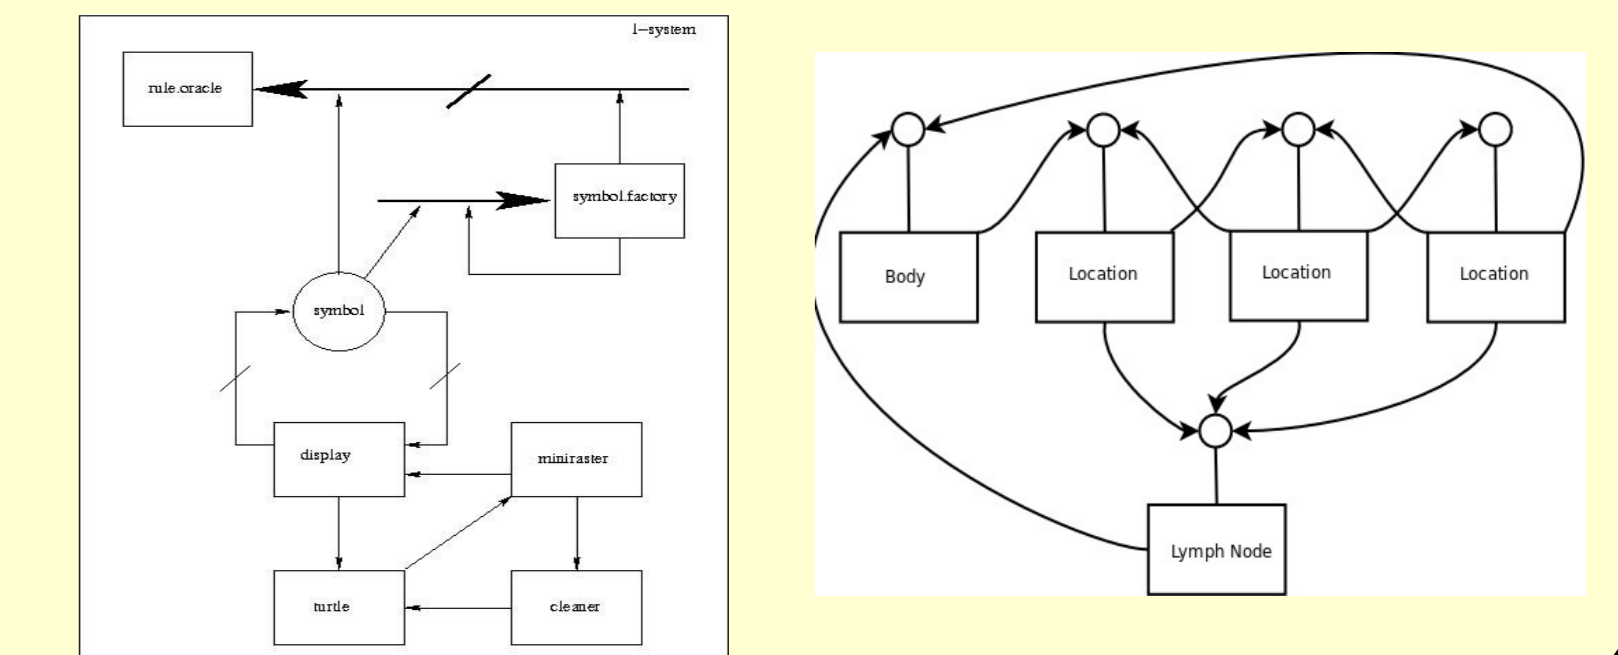 l-system
rule.oracle
symbol.factory
symbol
display
miniraster
turtle
cleaner
Body
Location
Location
Location
Lymph Node